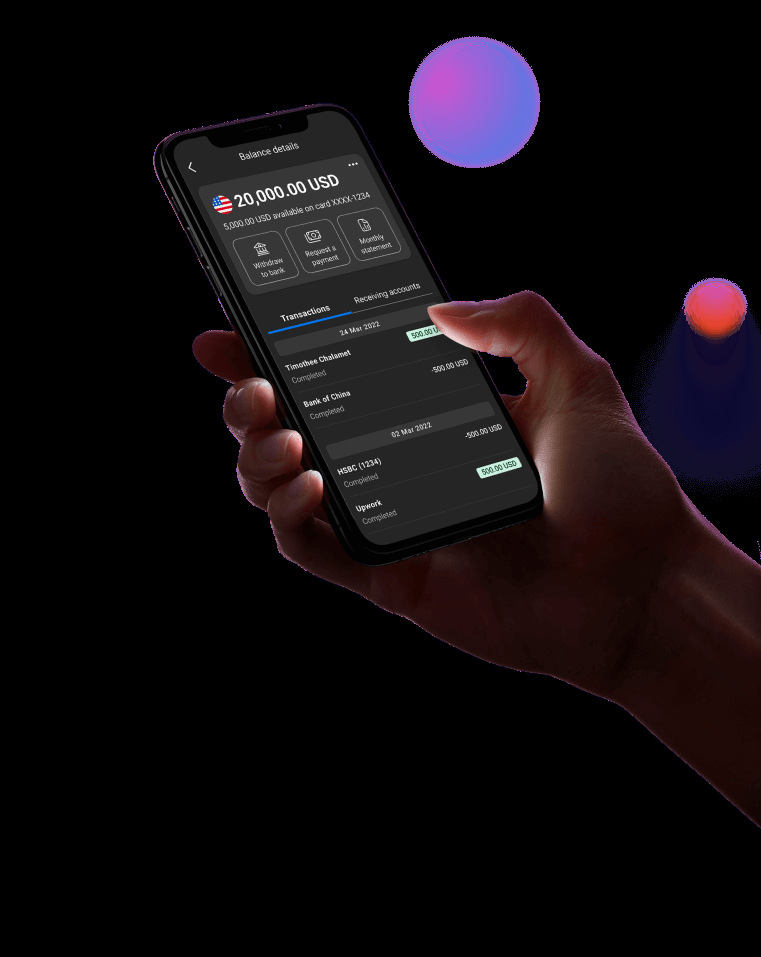 Balance details
20,000.00 USD
5,000.00 USD available on card XXXX-1234
Withdraw
to bank
Request a
payment
Monthly
statement
Transactions
Receiving accounts
24 Mar 2022
Timothee Chalamet
500.00 U
Completed
Bank of China
-500.00 USD
Completed
02 Mar 2022
HSBC (1234)
-500.00 USD
Completed
Upwork
500.00 USD
Completed